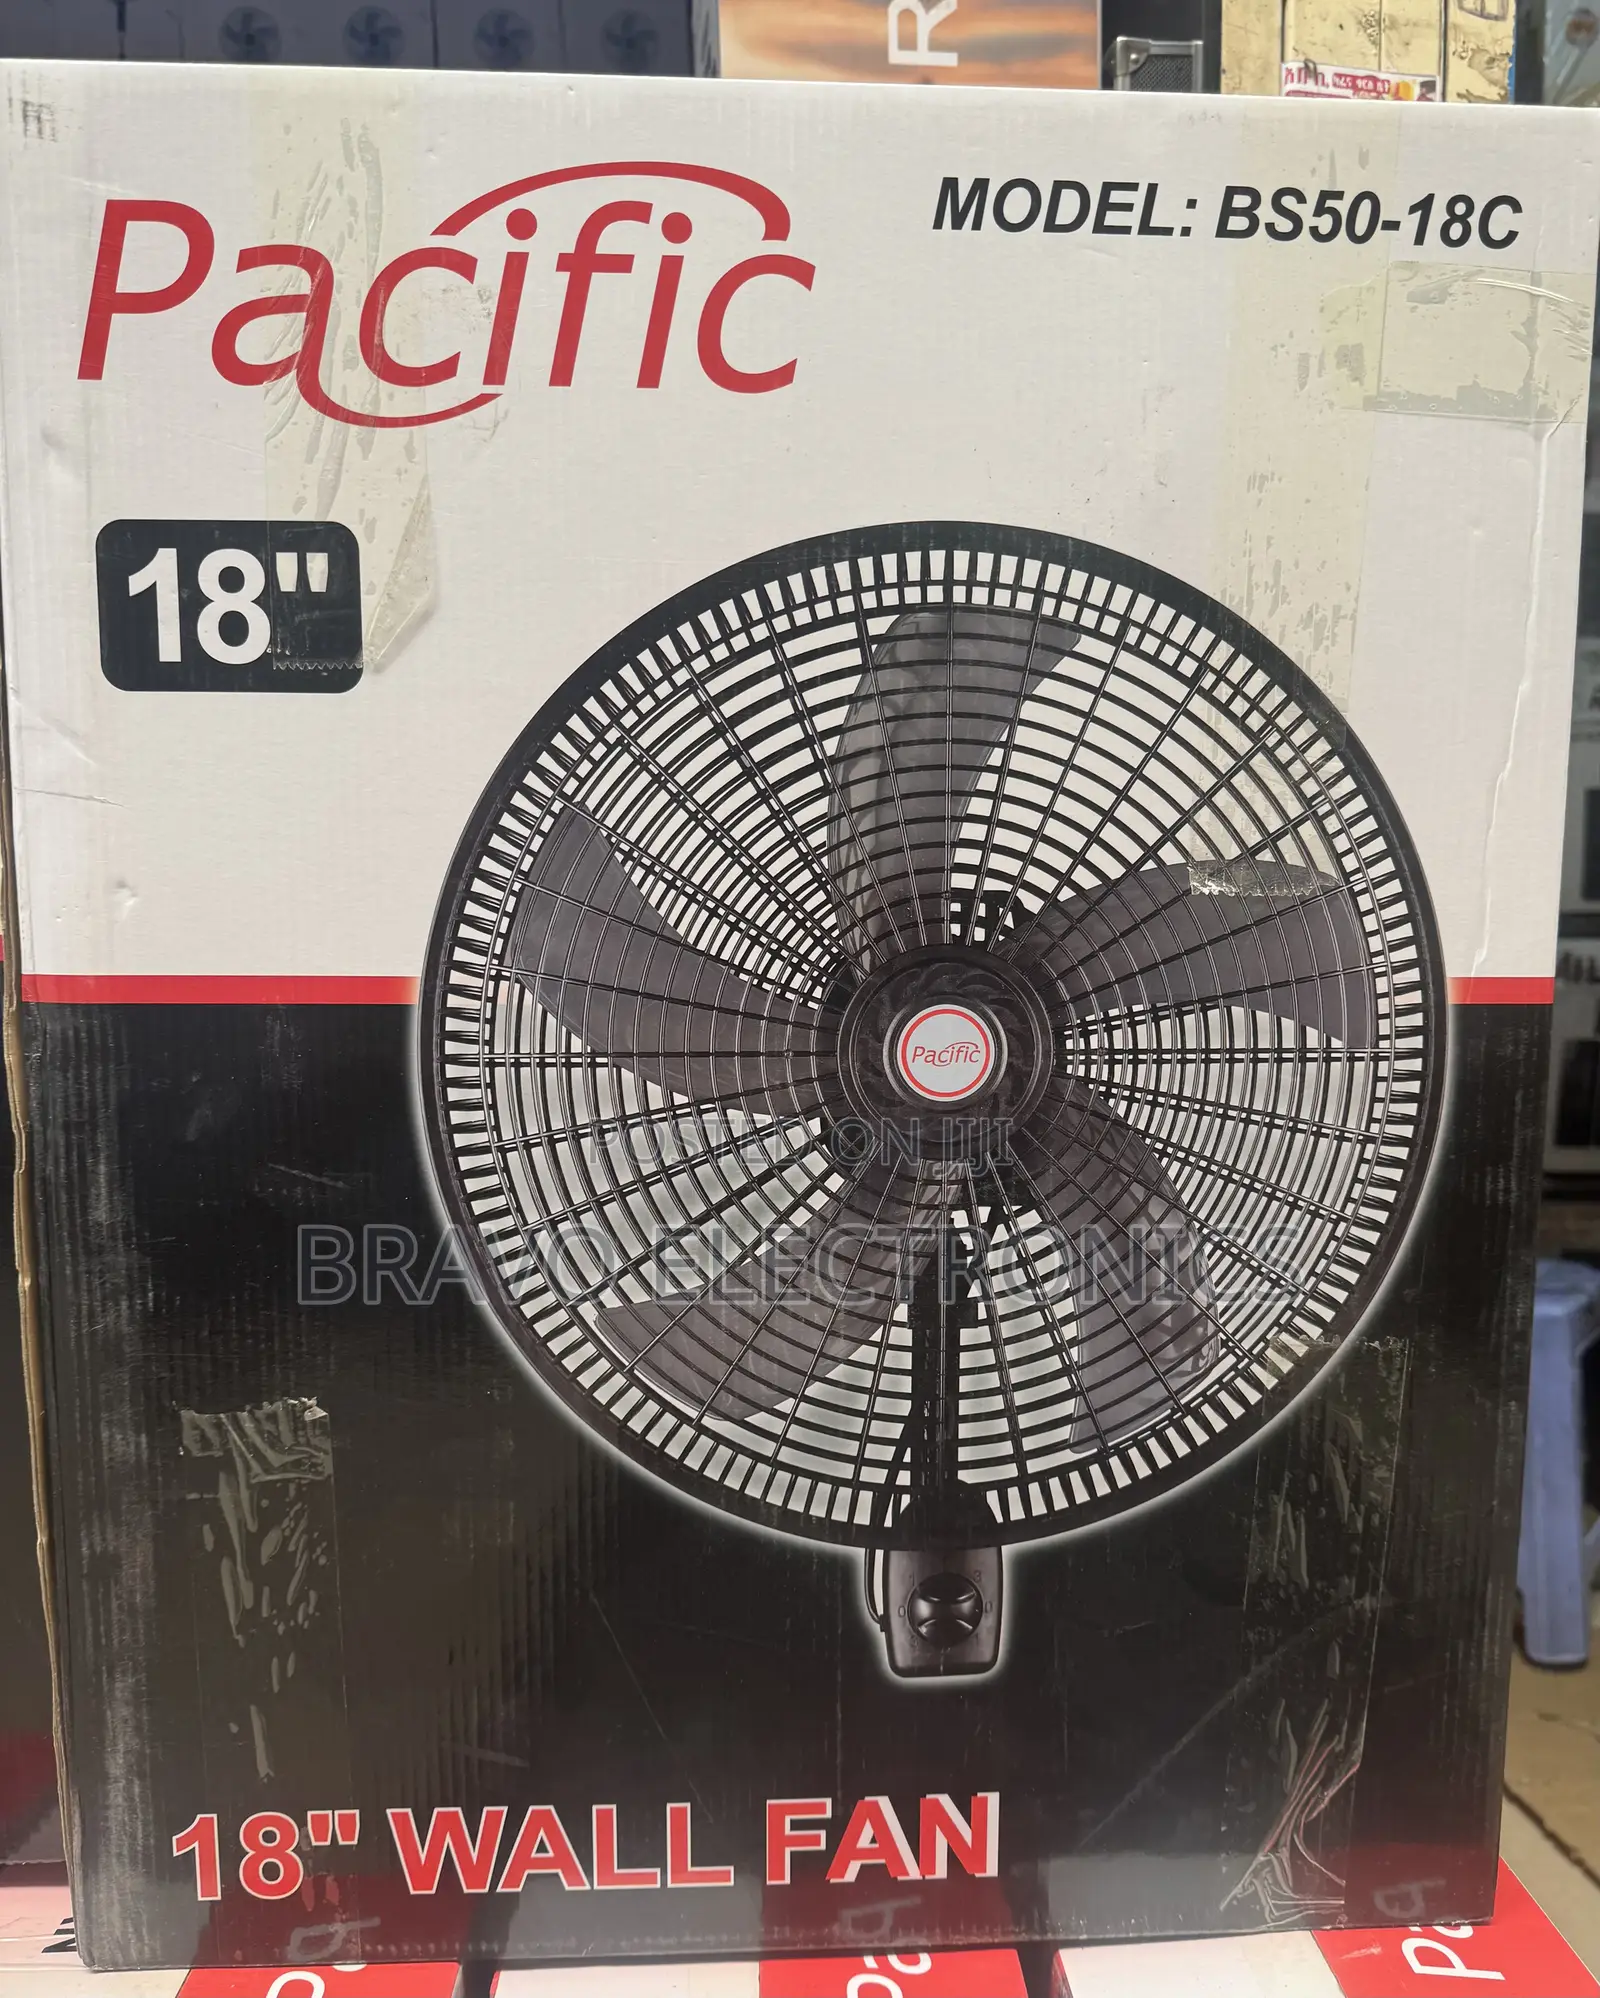 R
Pacific
MODEL: BS50-18C
18"
Pacific
POSTED ON JIJI
BRAVO ELECTRONICS
18" WALL FAN